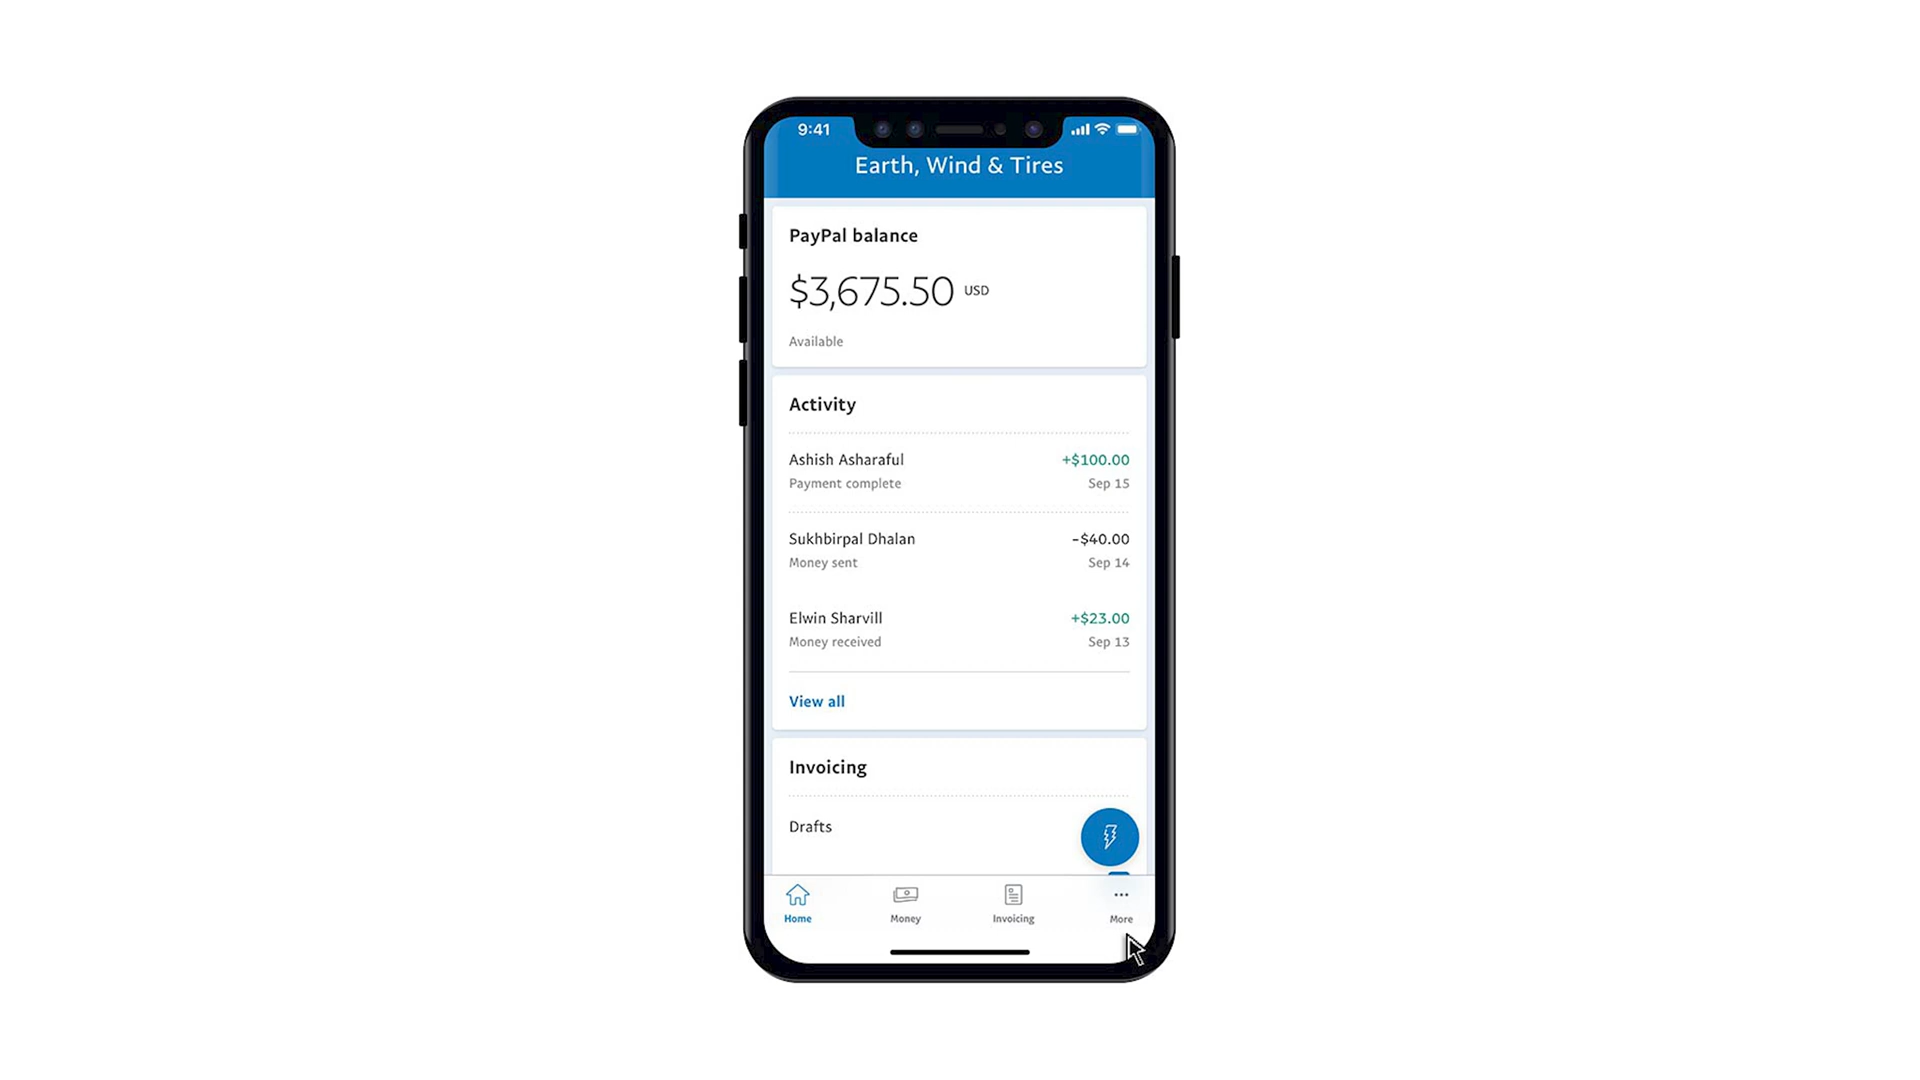 9:41
Earth, Wind & Tires
PayPal balance
$3,675.50 USD
Available
Activity
Ashish Asharaful +$100.00
Payment complete Sep 15
Sukhbirpal Dhalan -$40.00
Money sent Sep 14
Elwin Sharvill +$23.00
Money received Sep 13
View all
Invoicing
Drafts
Home Money Invoicing More